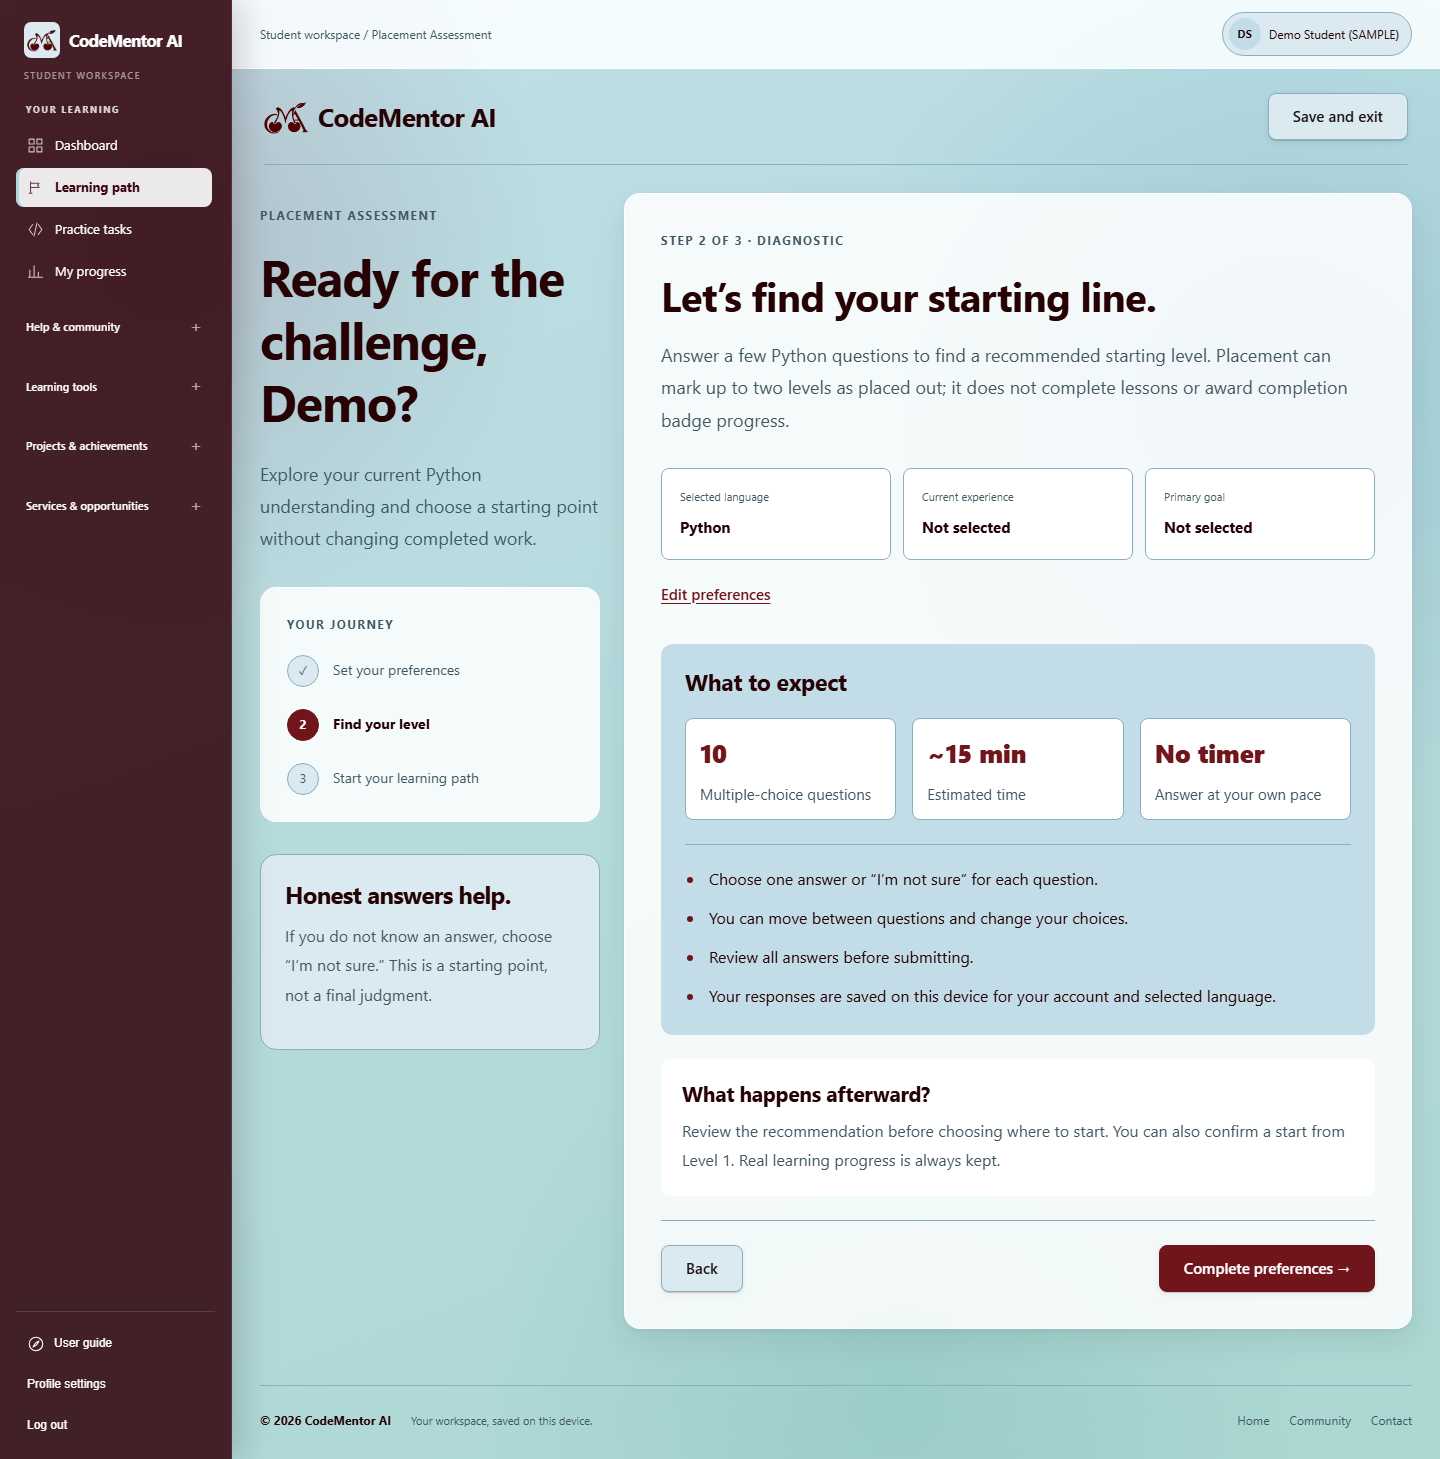 CodeMentor AI
STUDENT WORKSPACE
YOUR LEARNING
Dashboard
Learning path
Practice tasks
My progress
Help & community +
Learning tools +
Projects & achievements +
Services & opportunities +
User guide
Profile settings
Log out
Student workspace / Placement Assessment
DS Demo Student (SAMPLE)
CodeMentor AI
Save and exit
PLACEMENT ASSESSMENT
Ready for the
challenge,
Demo?
Explore your current Python
understanding and choose a starting point
without changing completed work.
YOUR JOURNEY
✓ Set your preferences
2 Find your level
3 Start your learning path
Honest answers help.
If you do not know an answer, choose
“I’m not sure.” This is a starting point,
not a final judgment.
STEP 2 OF 3 · DIAGNOSTIC
Let’s find your starting line.
Answer a few Python questions to find a recommended starting level. Placement can
mark up to two levels as placed out; it does not complete lessons or award completion
badge progress.
Selected language
Python
Current experience
Not selected
Primary goal
Not selected
Edit preferences
What to expect
10
Multiple-choice questions
~15 min
Estimated time
No timer
Answer at your own pace
• Choose one answer or “I’m not sure” for each question.
• You can move between questions and change your choices.
• Review all answers before submitting.
• Your responses are saved on this device for your account and selected language.
What happens afterward?
Review the recommendation before choosing where to start. You can also confirm a start from
Level 1. Real learning progress is always kept.
Back
Complete preferences →
© 2026 CodeMentor AI Your workspace, saved on this device.
Home Community Contact